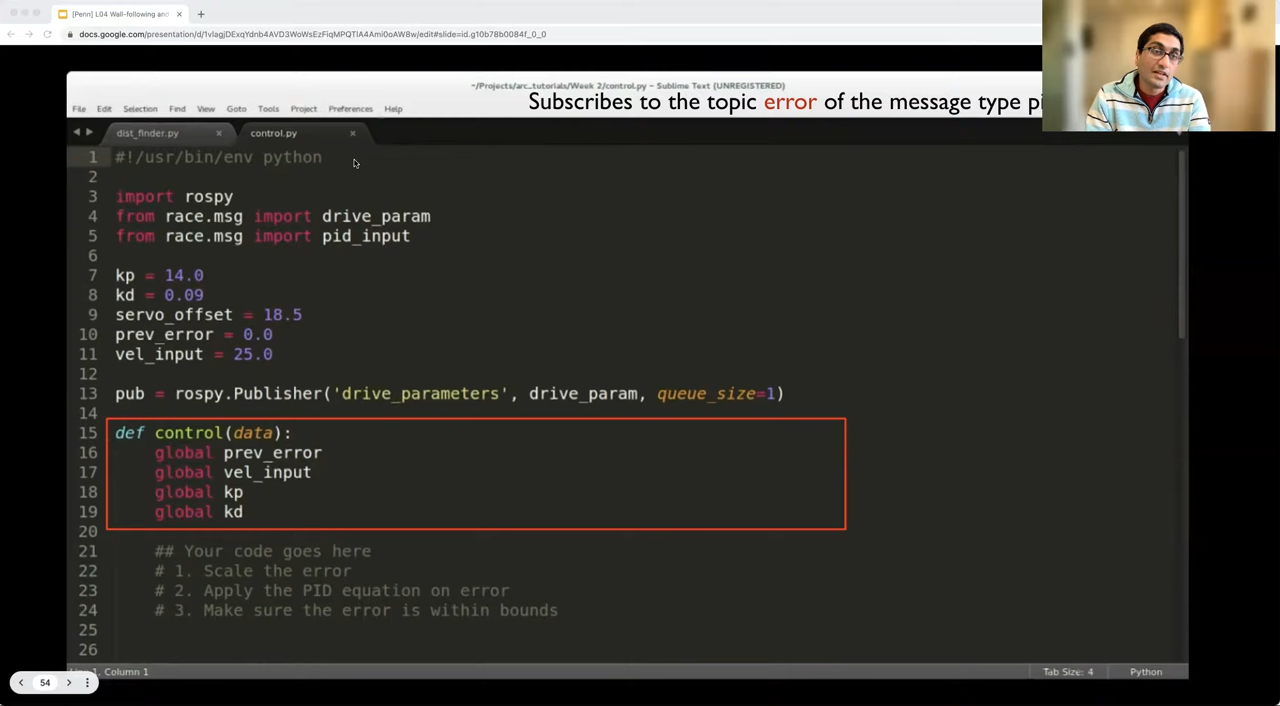 [Penn] L04 Wall-following and
docs.google.com/presentation/d/1vlagjDExqYdnb4AVD3WoWsEzFiqMPQTlA4Ami0oAW8w/edit#slide=id.g10b78b0084f_0_0
~/Projects/arc_tutorials/Week 2/control.py - Sublime Text (UNREGISTERED)
Subscribes to the topic error of the message type pi
File Edit Selection Find View Goto Tools Project Preferences Help
dist_finder.py × control.py ×
1 #!/usr/bin/env python
2
3 import rospy
4 from race.msg import drive_param
5 from race.msg import pid_input
6
7 kp = 14.0
8 kd = 0.09
9 servo_offset = 18.5
10 prev_error = 0.0
11 vel_input = 25.0
12
13 pub = rospy.Publisher('drive_parameters', drive_param, queue_size=1)
14
15 def control(data):
16 global prev_error
17 global vel_input
18 global kp
19 global kd
20
21 ## Your code goes here
22 # 1. Scale the error
23 # 2. Apply the PID equation on error
24 # 3. Make sure the error is within bounds
25
26
1, Column 1 Tab Size: 4 Python
54